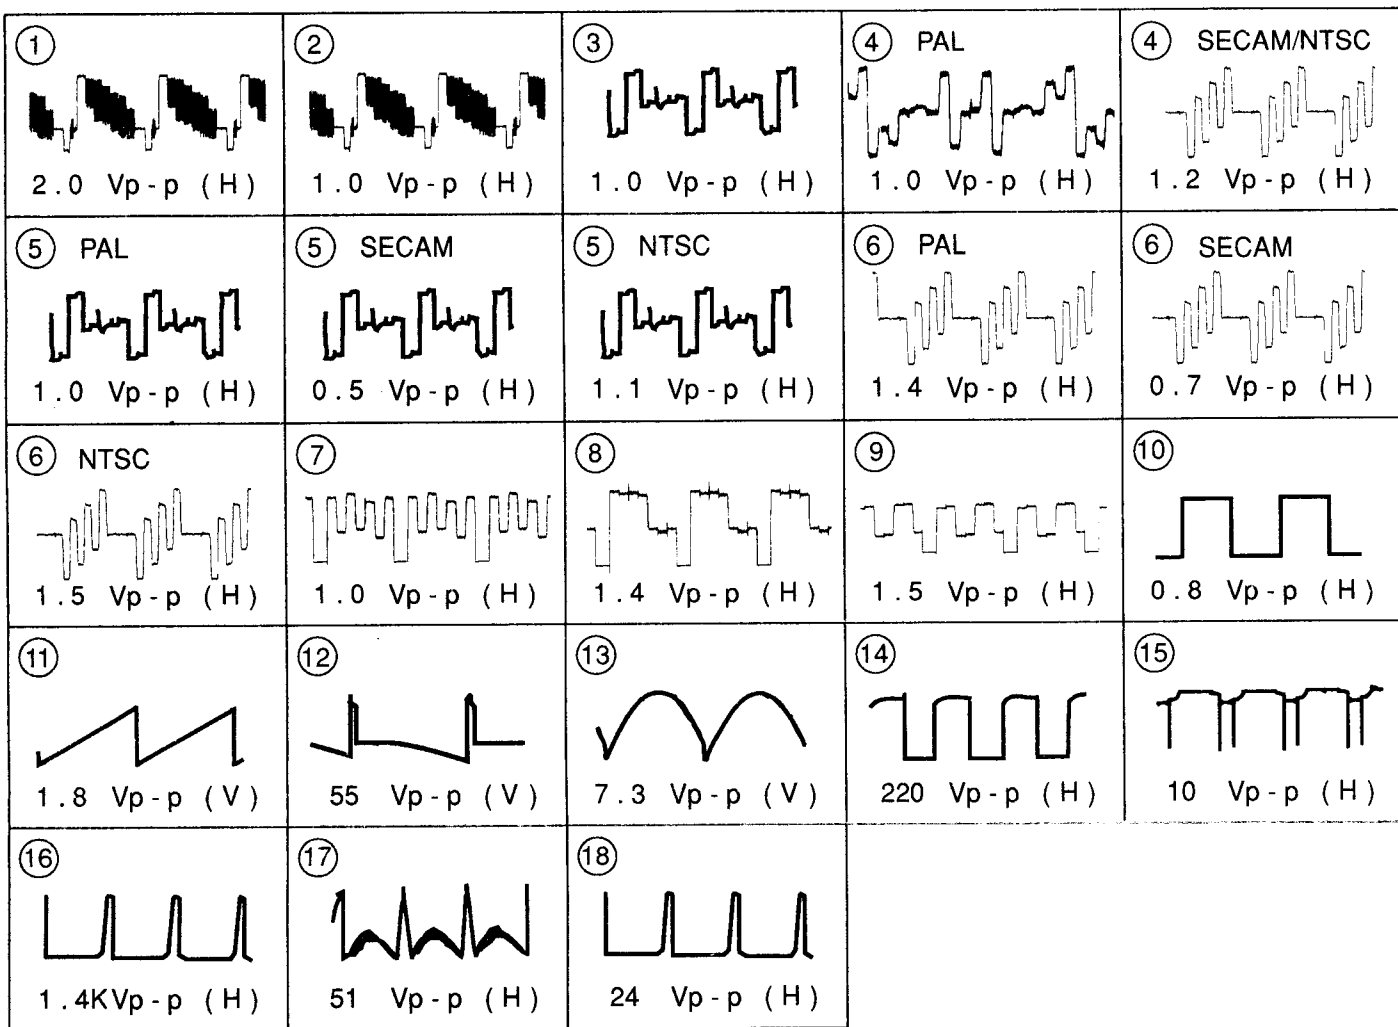 1
2.0 Vp-p (H)
2
1.0 Vp-p (H)
3
1.0 Vp-p (H)
4 PAL
1.0 Vp-p (H)
4 SECAM/NTSC
1.2 Vp-p (H)
5 PAL
1.0 Vp-p (H)
5 SECAM
0.5 Vp-p (H)
5 NTSC
1.1 Vp-p (H)
6 PAL
1.4 Vp-p (H)
6 SECAM
0.7 Vp-p (H)
6 NTSC
1.5 Vp-p (H)
7
1.0 Vp-p (H)
8
1.4 Vp-p (H)
9
1.5 Vp-p (H)
10
0.8 Vp-p (H)
11
1.8 Vp-p (V)
12
55 Vp-p (V)
13
7.3 Vp-p (V)
14
220 Vp-p (H)
15
10 Vp-p (H)
16
1.4KVp-p (H)
17
51 Vp-p (H)
18
24 Vp-p (H)